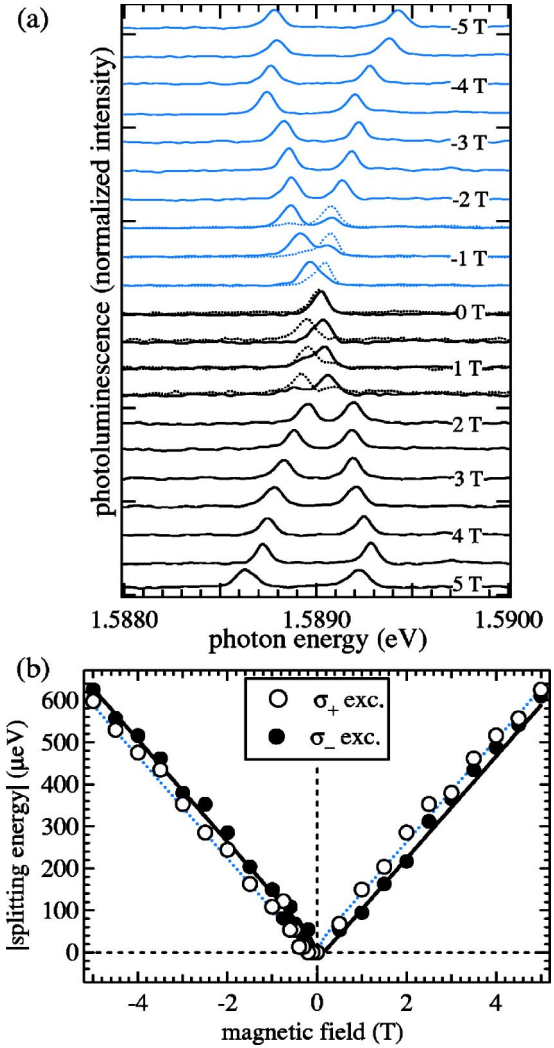 (a)
photoluminescence (normalized intensity)
-5 T
-4 T
-3 T
-2 T
-1 T
0 T
1 T
2 T
3 T
4 T
5 T
1.5880 1.5890 1.5900
photon energy (eV)
(b)
|splitting energy| (μeV)
600
500
400
300
200
100
0
σ+ exc.
σ- exc.
-4 -2 0 2 4
magnetic field (T)